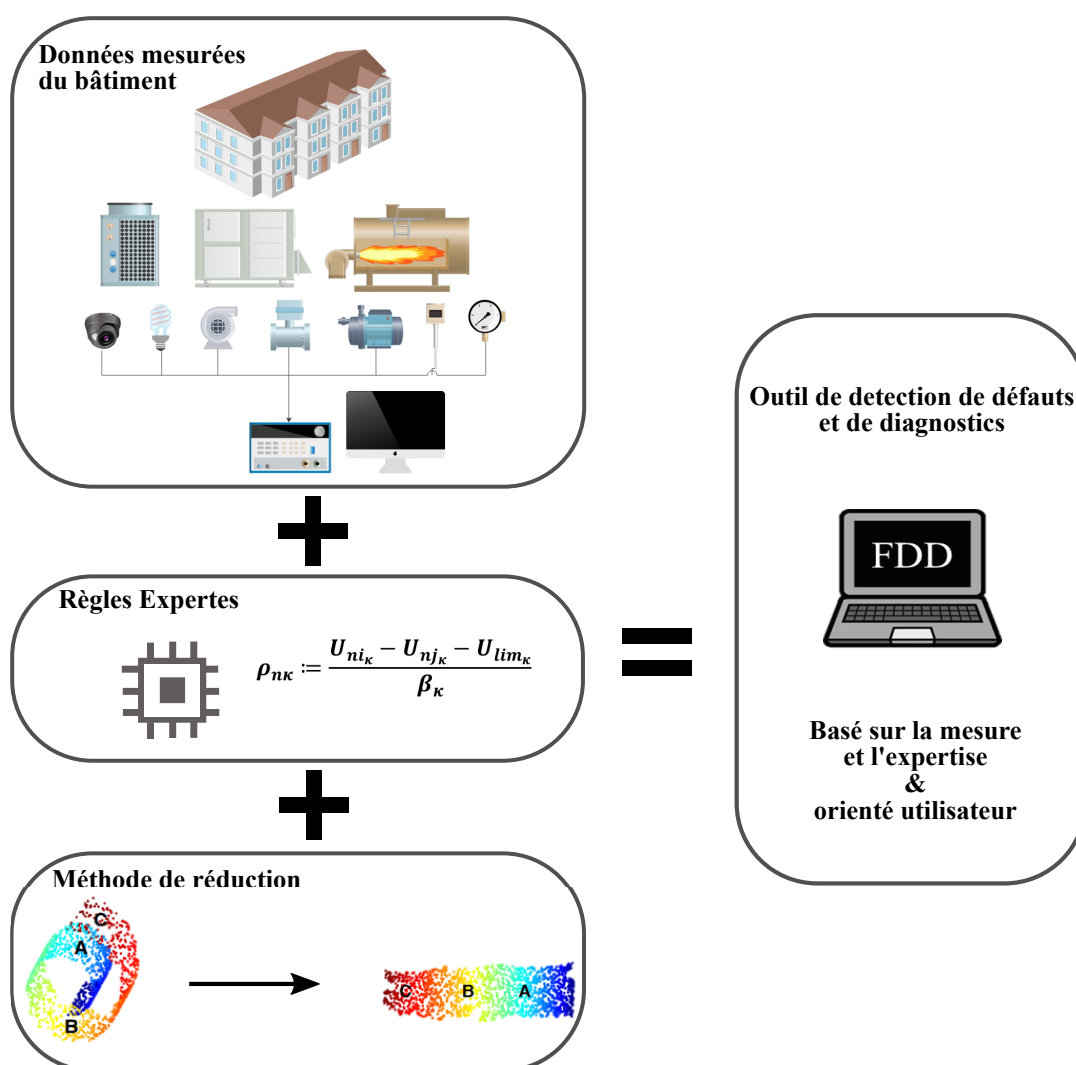 Données mesurées
du bâtiment
Règles Expertes
ρ_{nκ} := \frac{U_{ni_κ} − U_{nj_κ} − U_{lim_κ}}{β_κ}
Méthode de réduction
C
A
B
C B A
Outil de detection de défauts
et de diagnostics
FDD
Basé sur la mesure
et l'expertise
&
orienté utilisateur